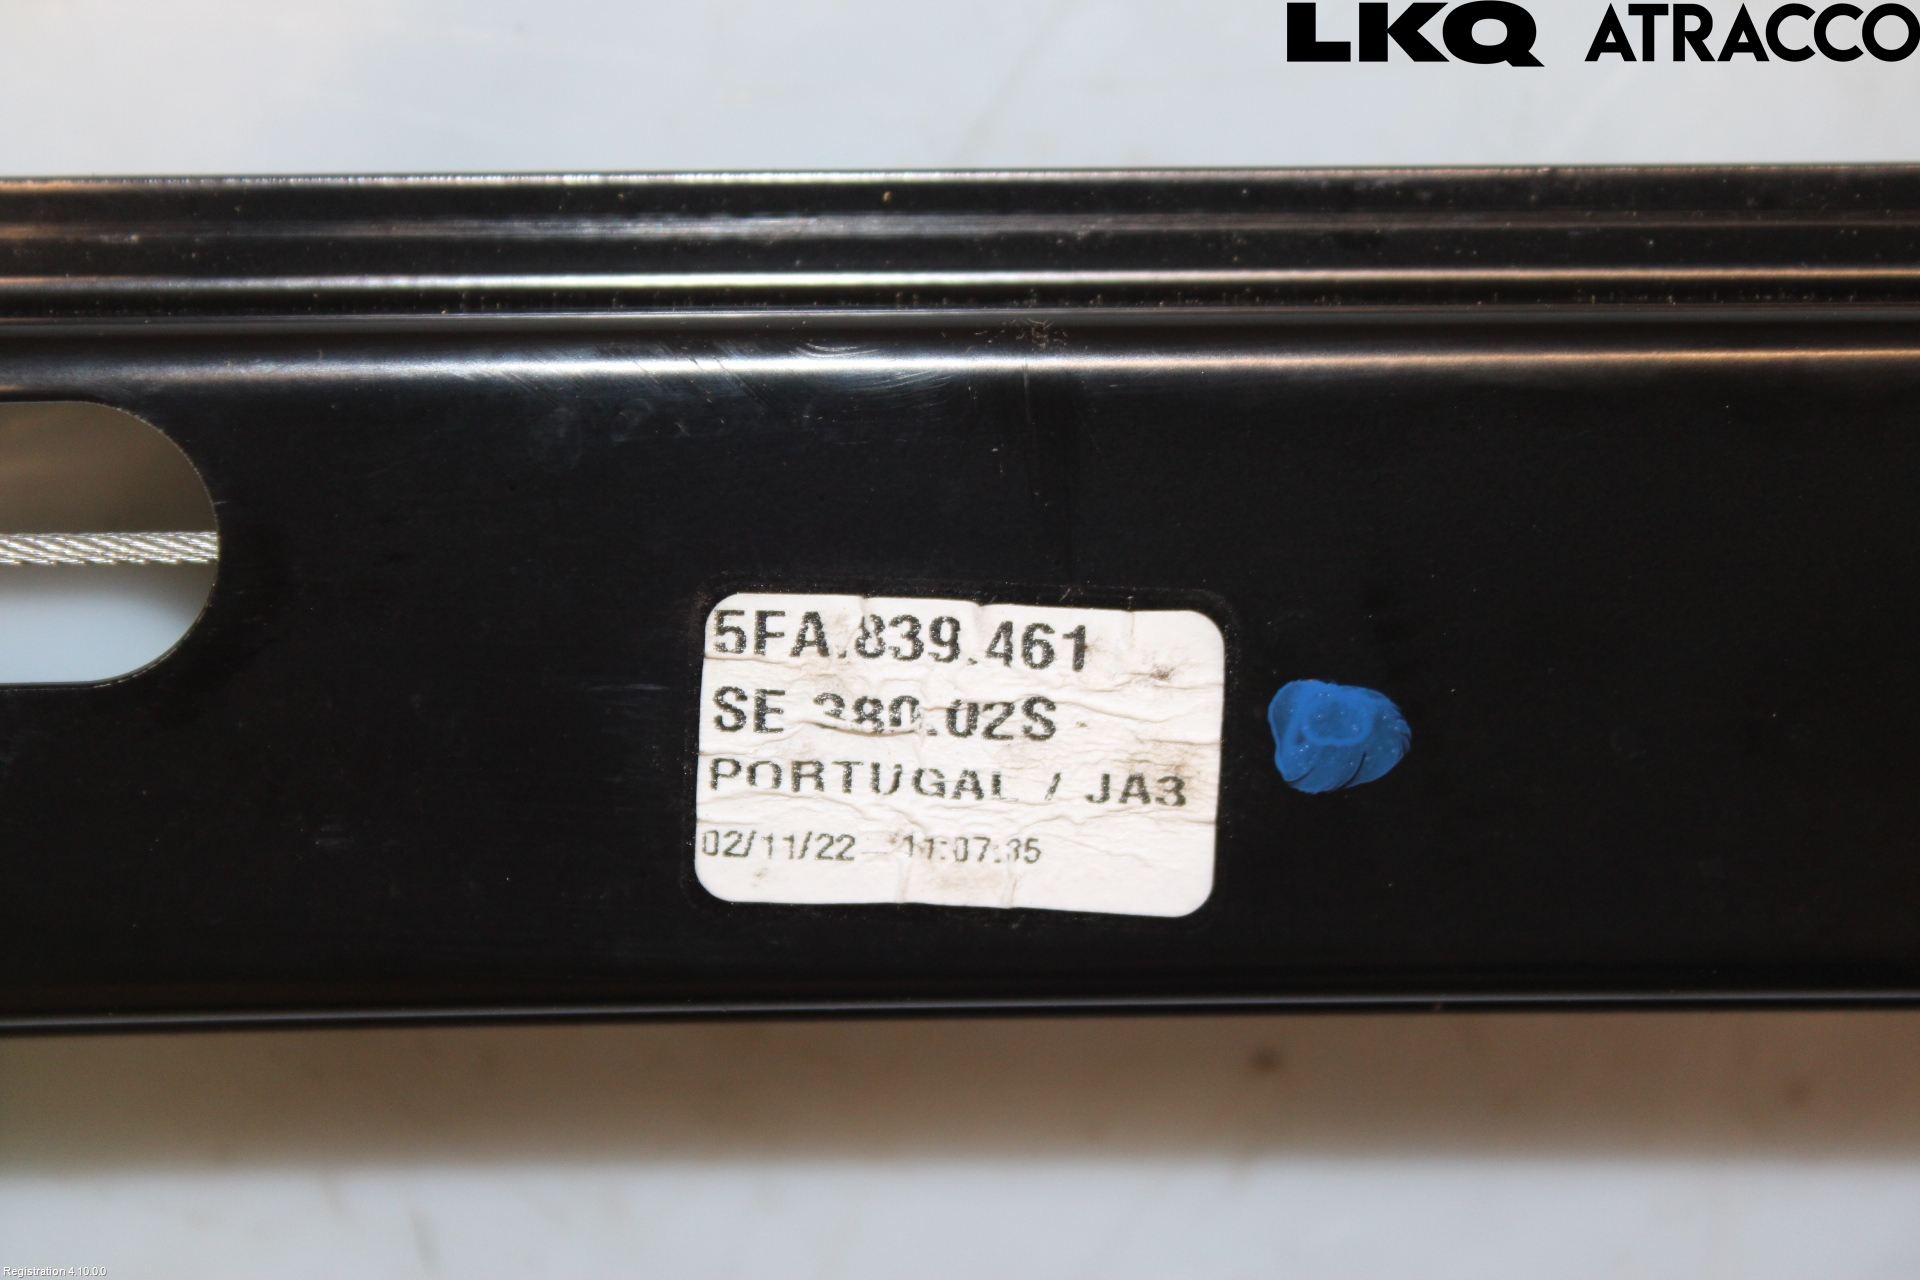 LKQ ATRACCO
5FA.839.461
SE 380.02S
PORTUGAL / JA3
02/11/22 - 11:07:35
Registration 4.10.0.0